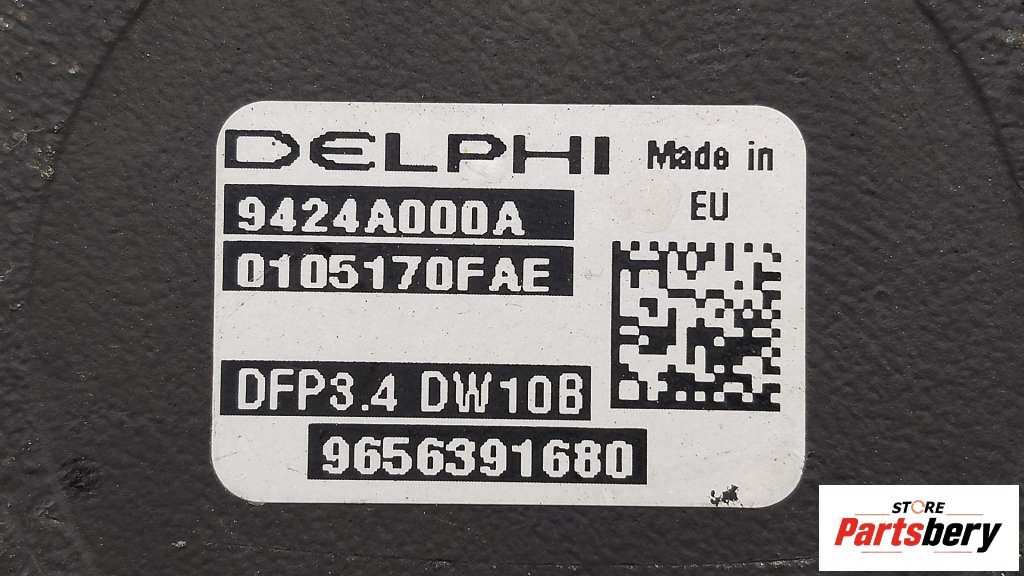 DELPHI
Made in
EU
9424A000A
0105170FAE
DFP3.4 DW10B
9656391680
STORE
Partsbery